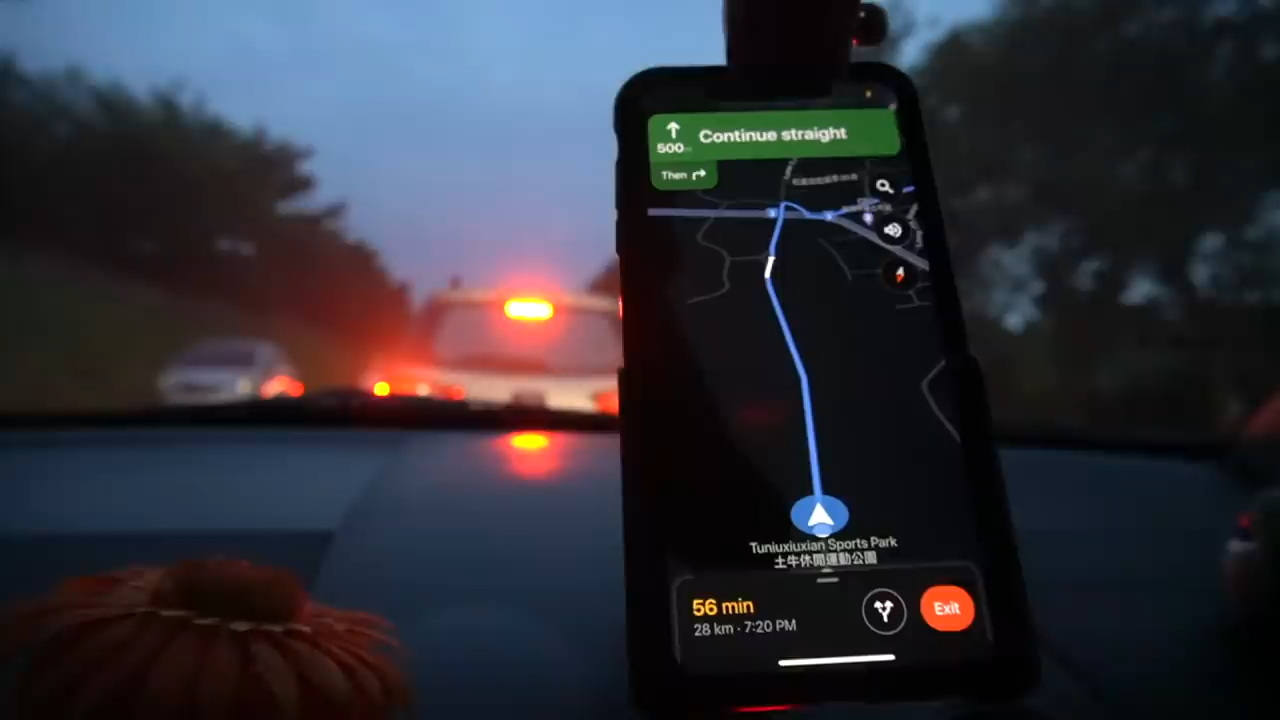 Continue straight
500 m
Then
Tuniuxiuxian Sports Park
土牛休閒運動公園
56 min
28 km · 7:20 PM
Exit